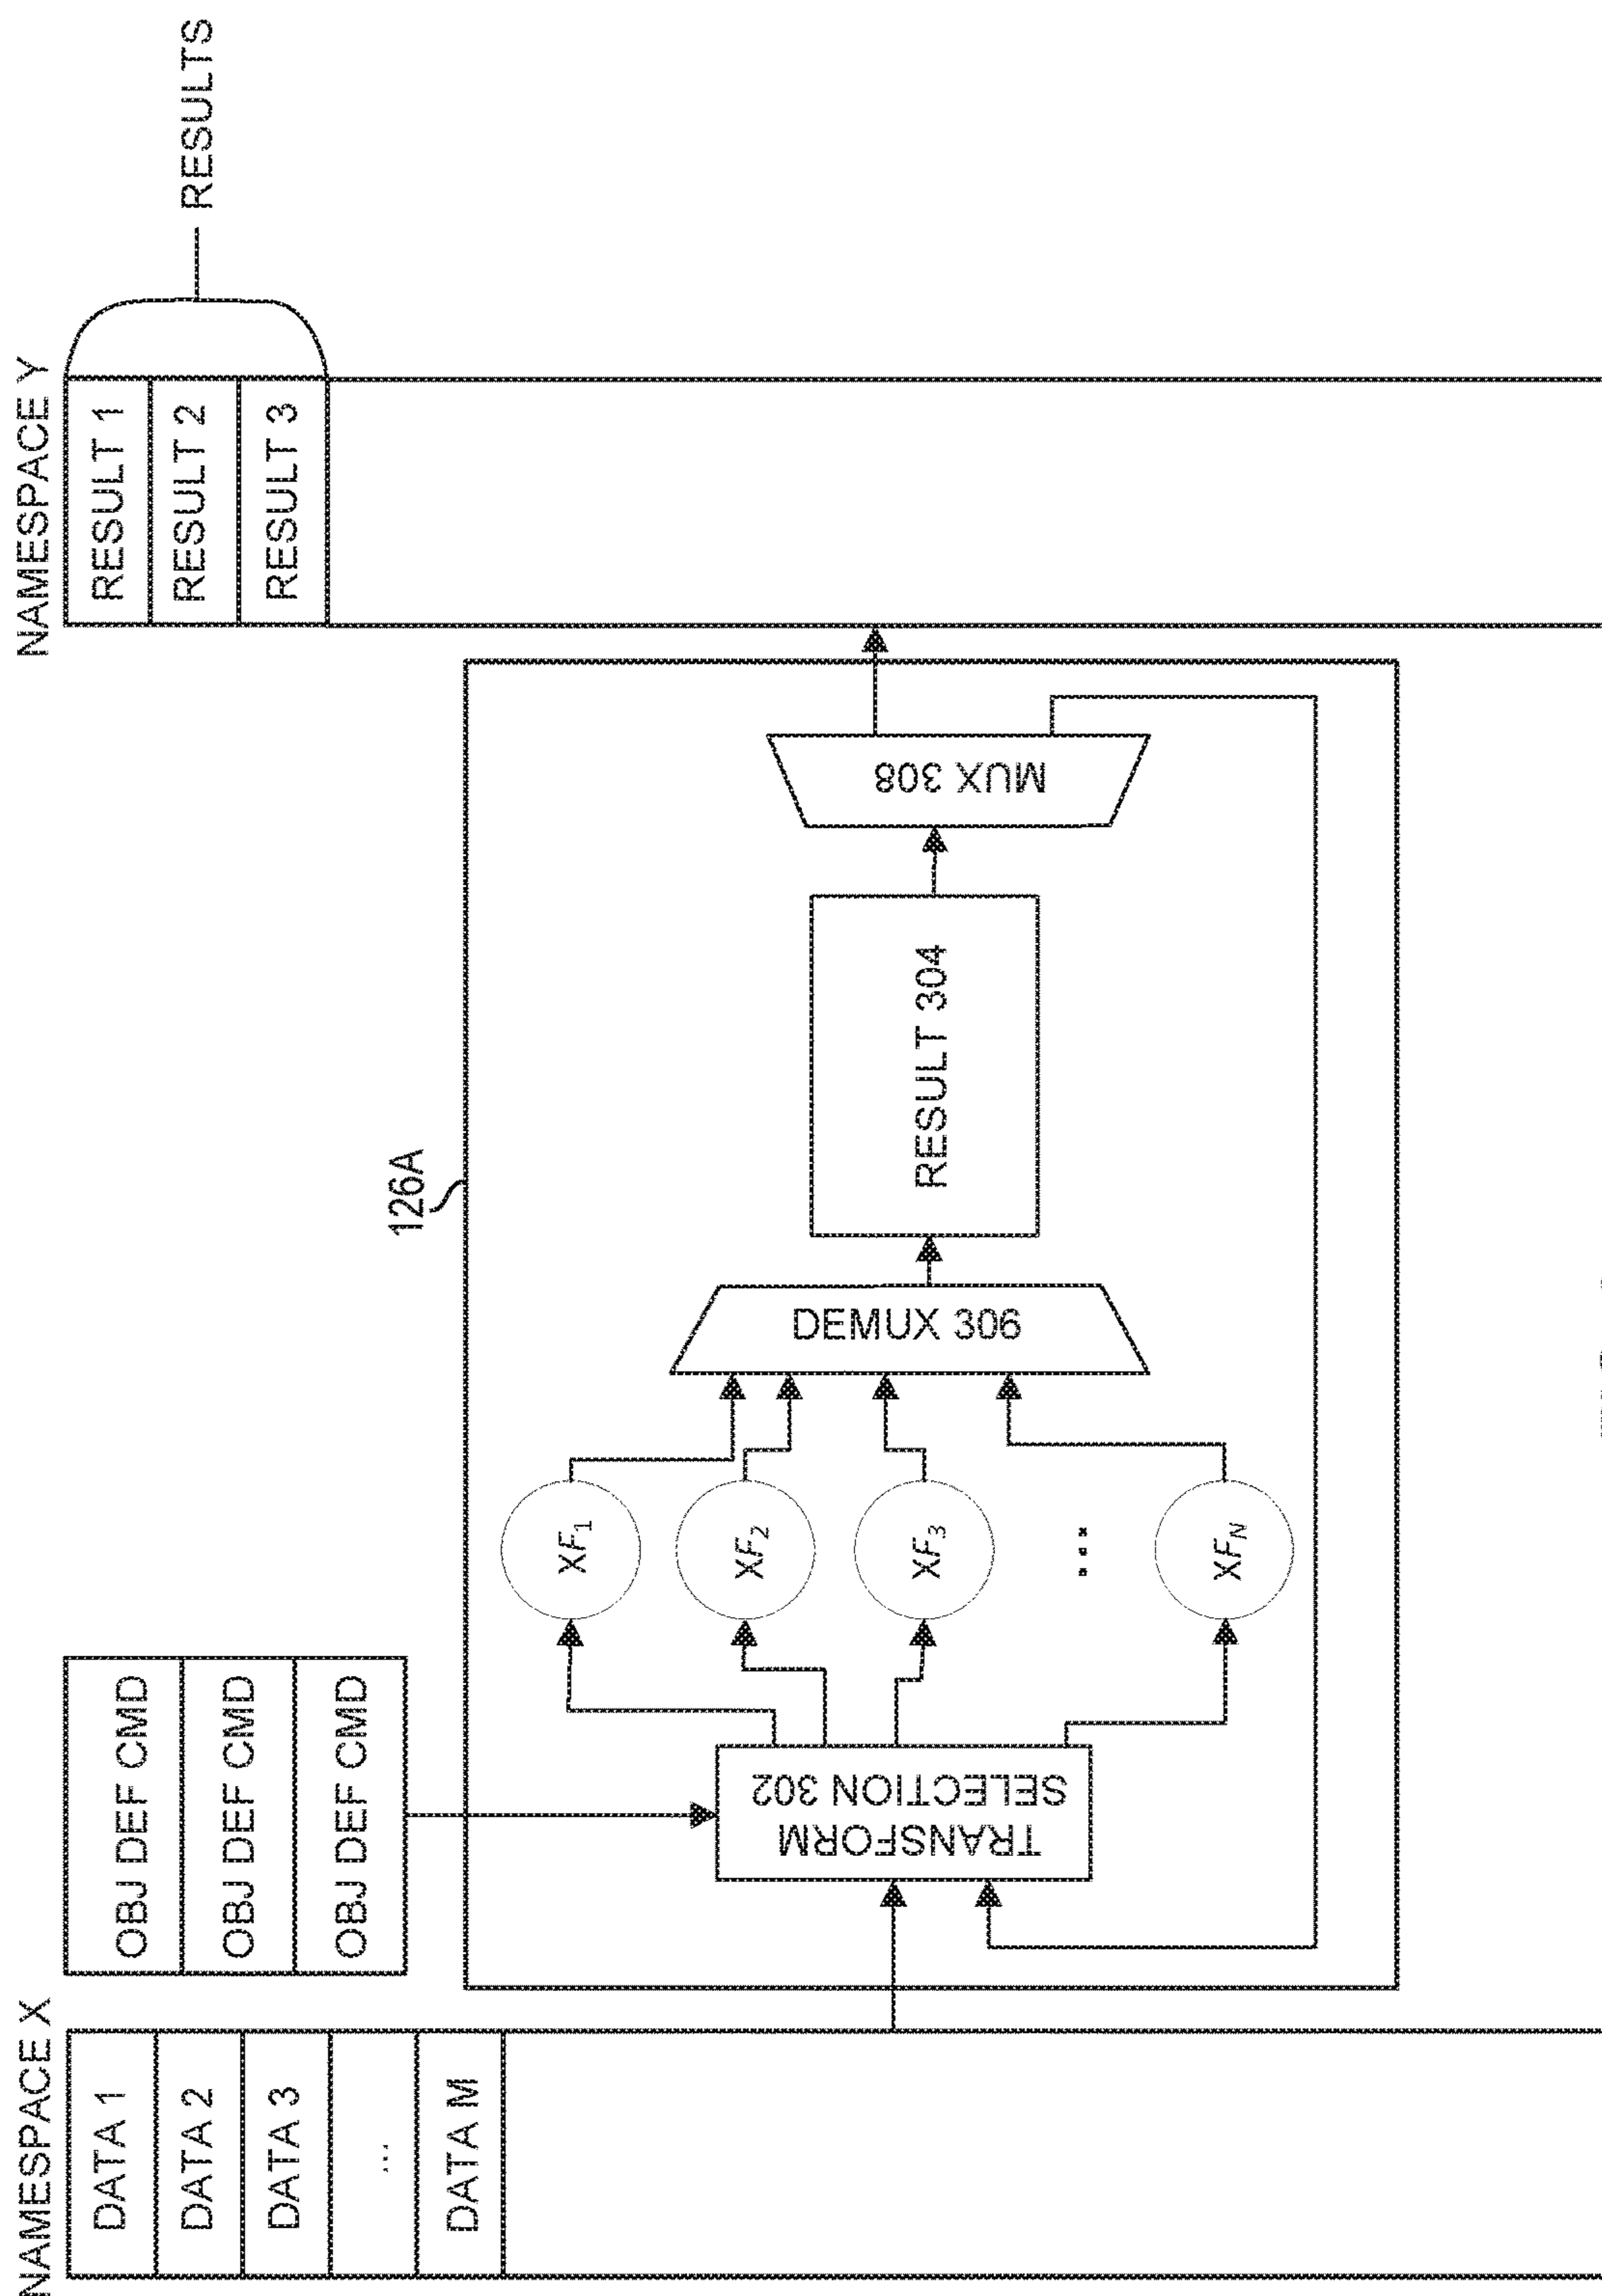 NAMESPACE X
DATA 1
DATA 2
DATA 3
...
DATA M
OBJ DEF CMD
OBJ DEF CMD
OBJ DEF CMD
126A
TRANSFORM
SELECTION 302
XF1
XF2
XF3
...
XFN
DEMUX 306
RESULT 304
MUX 308
NAMESPACE Y
RESULT 1
RESULT 2
RESULT 3
RESULTS